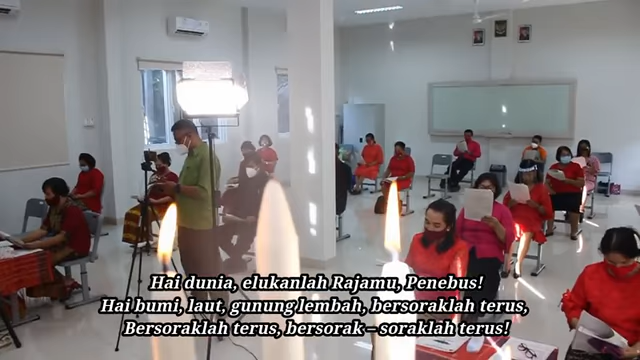 Hai dunia, elukanlah Rajamu, Penebus!
Hai bumi, laut, gunung lembah, bersoraklah terus,
Bersoraklah terus, bersorak – soraklah terus!